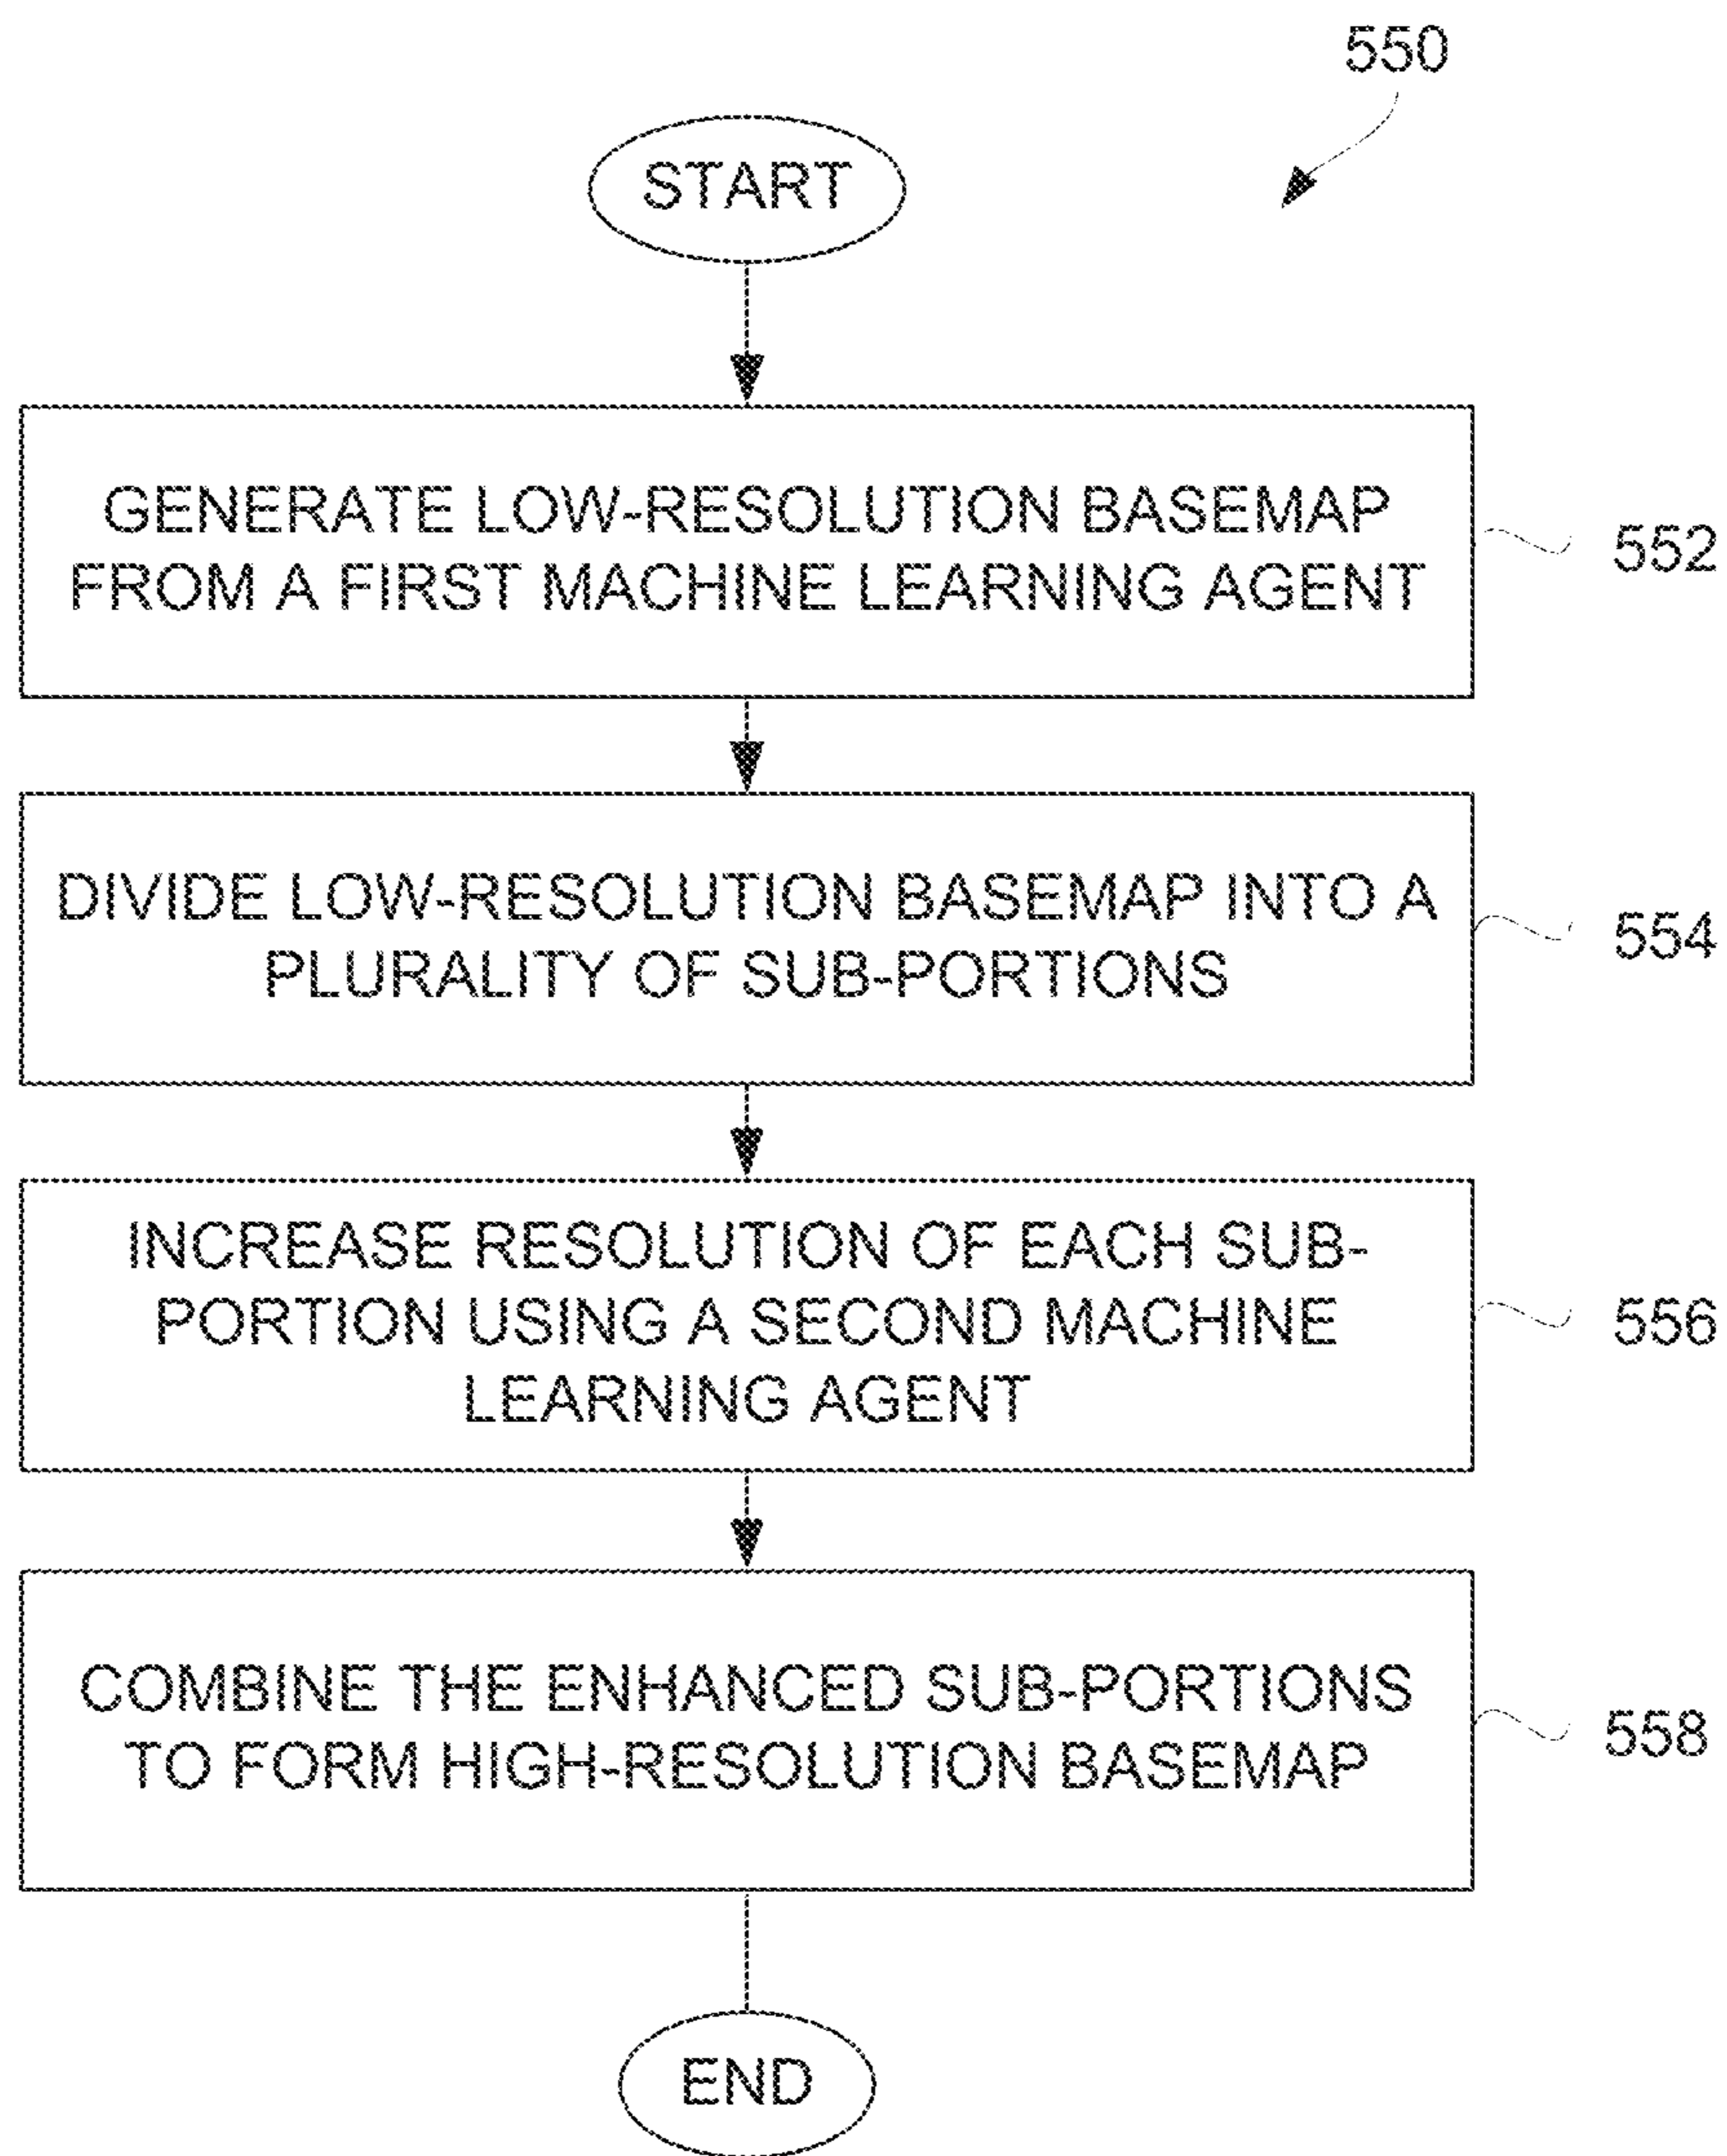 550
START
GENERATE LOW-RESOLUTION BASEMAP
FROM A FIRST MACHINE LEARNING AGENT
552
DIVIDE LOW-RESOLUTION BASEMAP INTO A
PLURALITY OF SUB-PORTIONS
554
INCREASE RESOLUTION OF EACH SUB-
PORTION USING A SECOND MACHINE
LEARNING AGENT
556
COMBINE THE ENHANCED SUB-PORTIONS
TO FORM HIGH-RESOLUTION BASEMAP
558
END